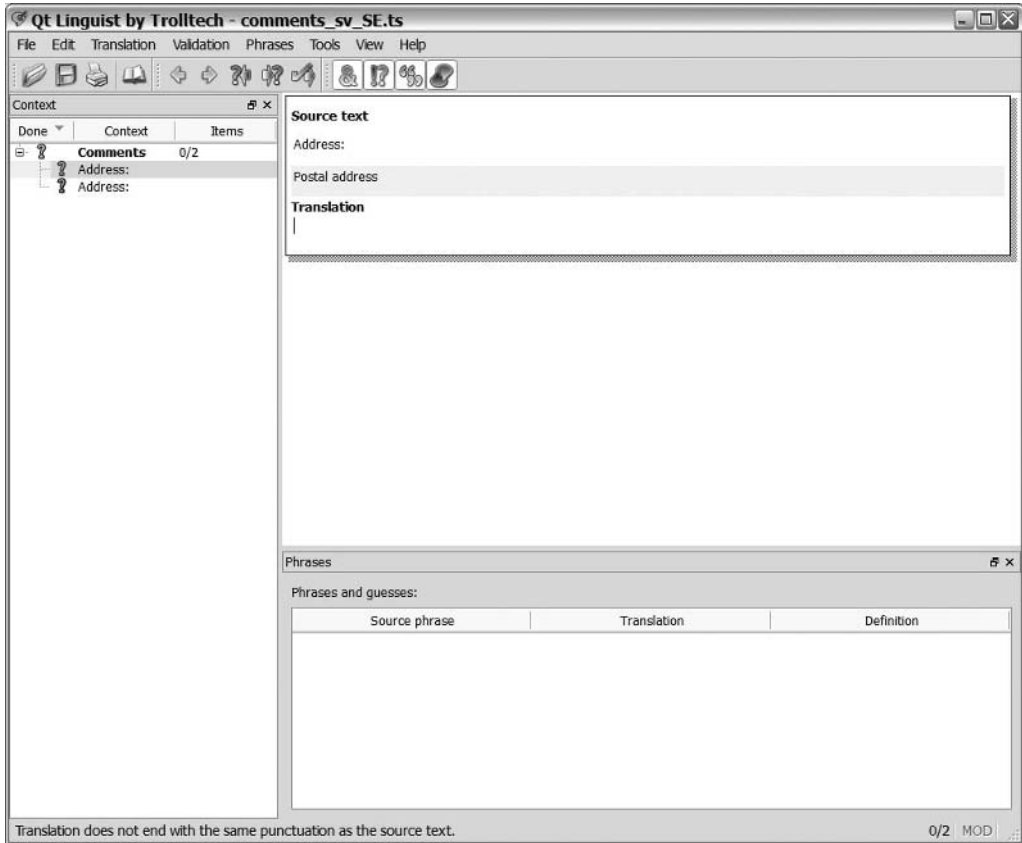 Qt Linguist by Trolltech - comments_sv_SE.ts
File Edit Translation Validation Phrases Tools View Help
Context
Done Context Items
Comments 0/2
Address:
Address:
Source text
Address:
Postal address
Translation
Phrases
Phrases and guesses:
Source phrase Translation Definition
Translation does not end with the same punctuation as the source text.
0/2 MOD